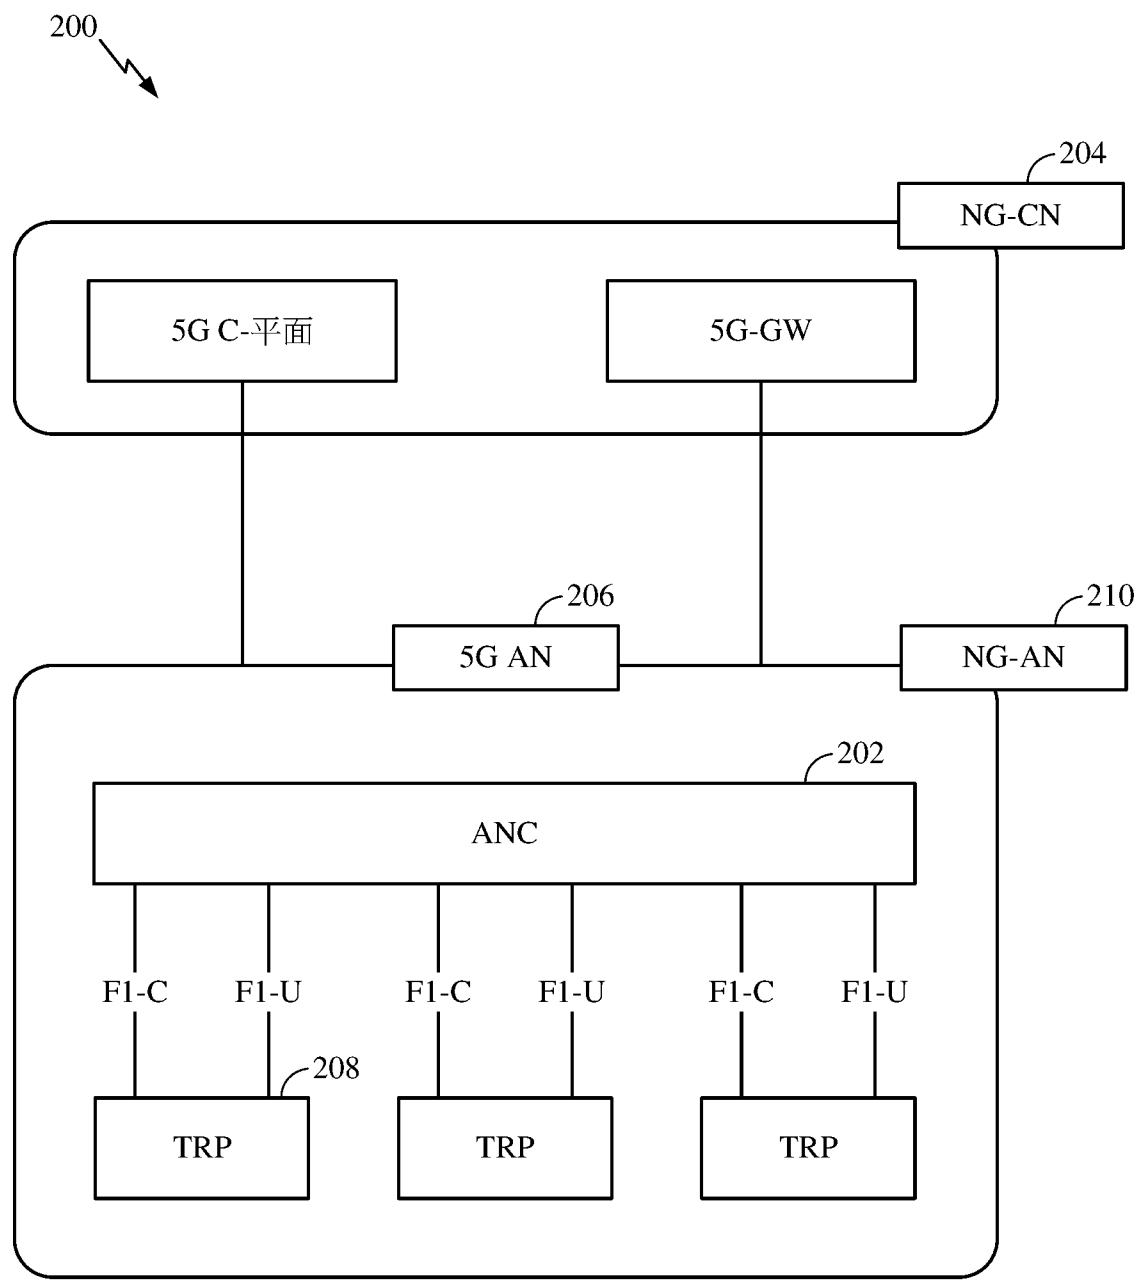 200
204
NG-CN
5G C-平面
5G-GW
206
210
5G AN
NG-AN
202
ANC
F1-C
F1-U
F1-C
F1-U
F1-C
F1-U
208
TRP
TRP
TRP